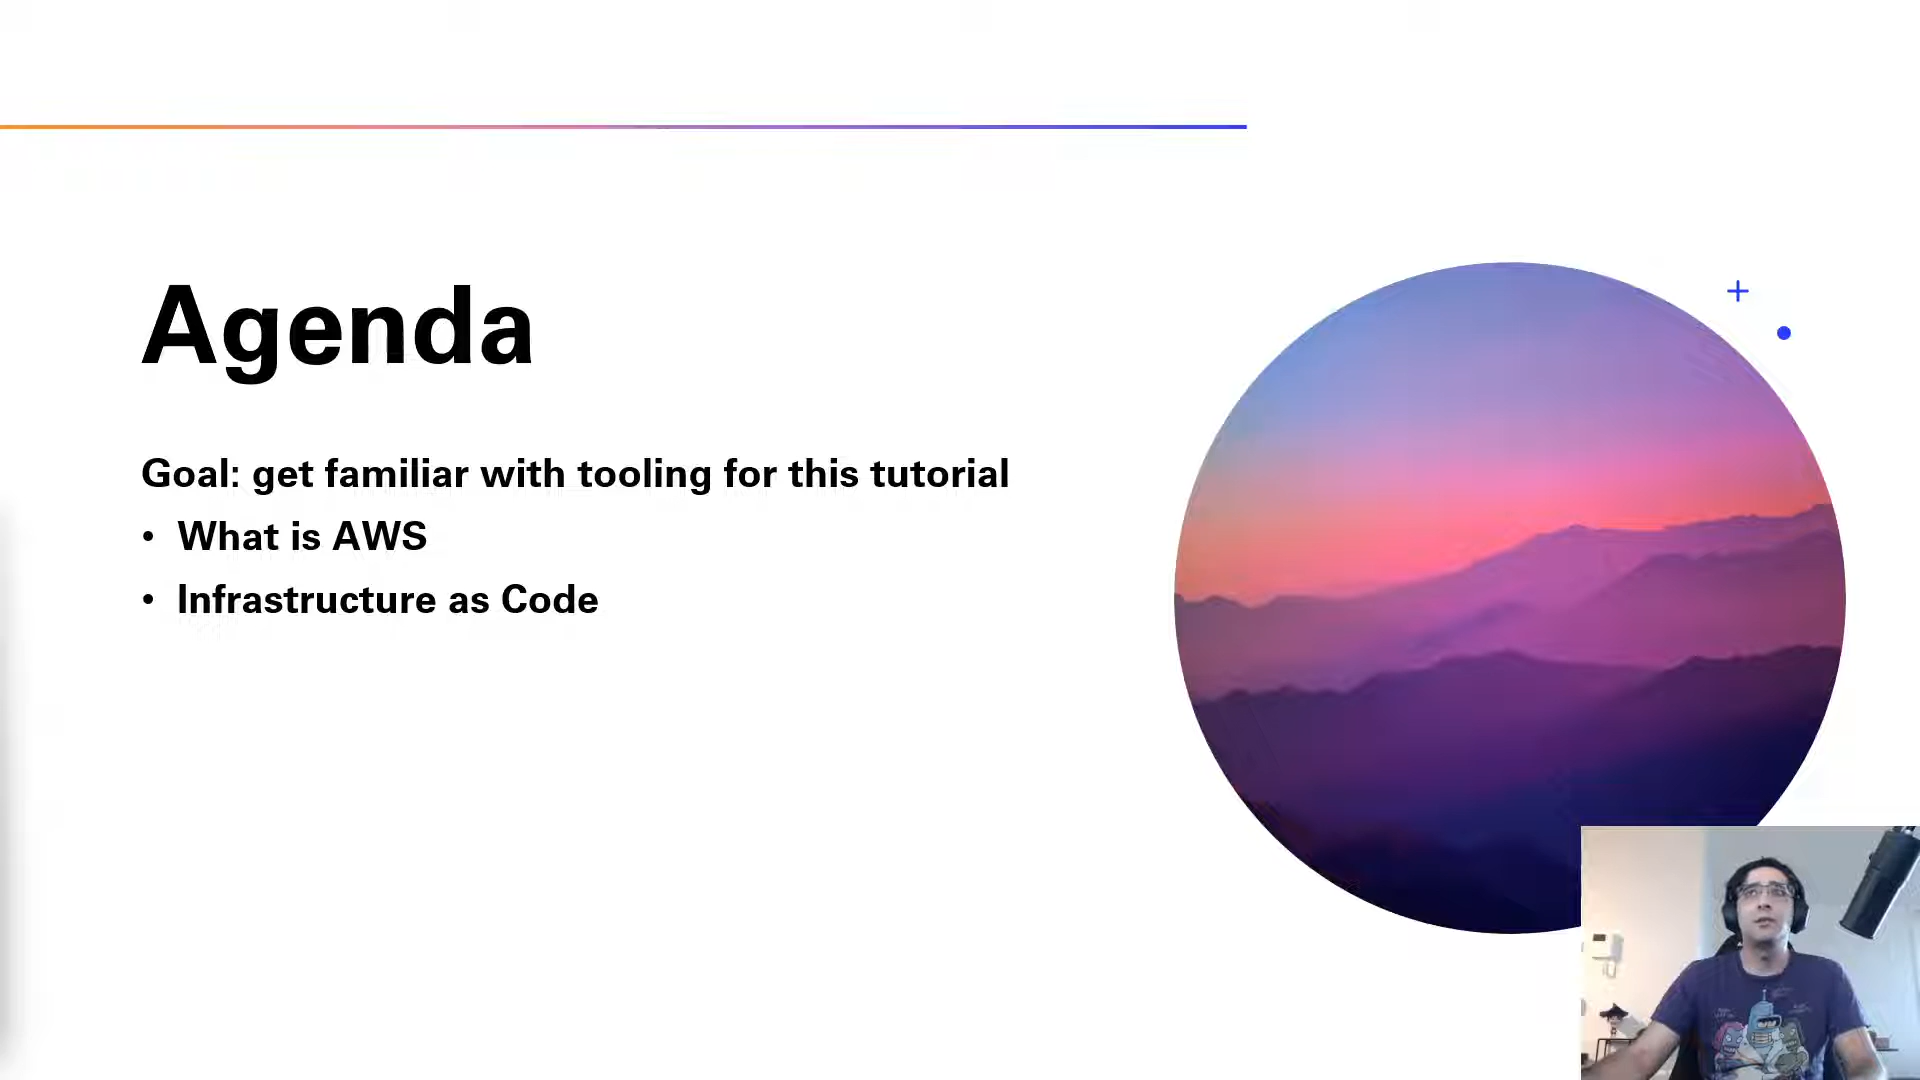 Agenda
Goal: get familiar with tooling for this tutorial
• What is AWS
• Infrastructure as Code